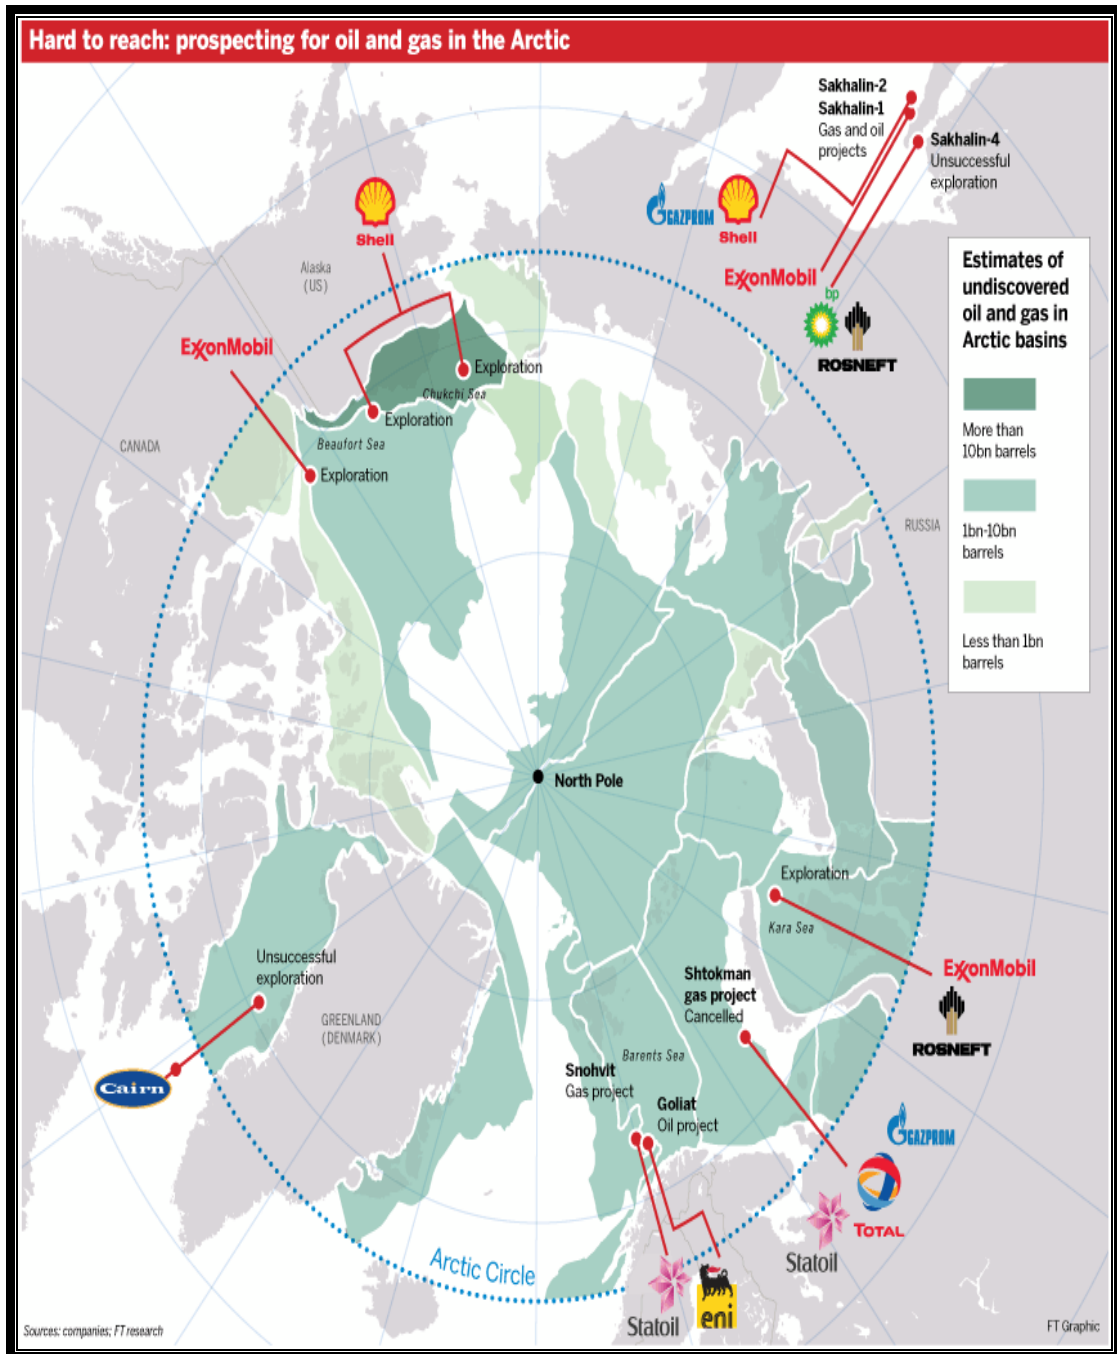 Hard to reach: prospecting for oil and gas in the Arctic
Sakhalin-2
Sakhalin-1
Gas and oil
projects
Sakhalin-4
Unsuccessful
exploration
GAZPROM
Shell
Shell
ExxonMobil
bp
ROSNEFT
Alaska
(US)
ExxonMobil
Estimates of
undiscovered
oil and gas in
Arctic basins
More than
10bn barrels
1bn-10bn
barrels
Less than 1bn
barrels
Exploration
Chukchi Sea
Exploration
Beaufort Sea
Exploration
CANADA
RUSSIA
North Pole
Exploration
Kara Sea
ExxonMobil
ROSNEFT
Unsuccessful
exploration
GREENLAND
(DENMARK)
Cairn
Shtokman
gas project
Cancelled
Barents Sea
Snohvit
Gas project
Goliat
Oil project
GAZPROM
TOTAL
Statoil
Arctic Circle
Statoil
eni
Sources: companies; FT research
FT Graphic